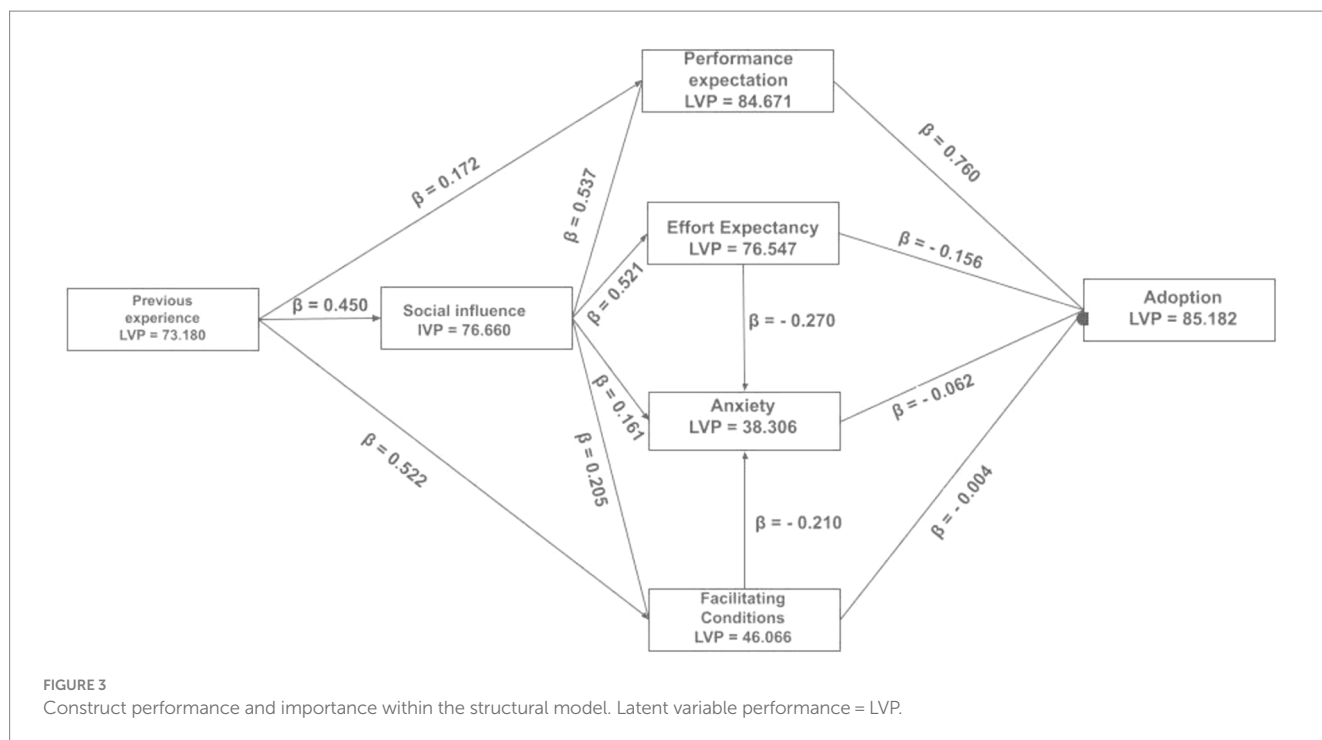 Performance
expectation
LVP = 84.671
β = 0.172
β = 0.537
β = 0.760
Effort Expectancy
LVP = 76.547
β = 0.521
β = - 0.156
Previous
experience
LVP = 73.180
β = 0.450
Social influence
IVP = 76.660
Adoption
LVP = 85.182
β = - 0.270
β = 0.161
Anxiety
LVP = 38.306
β = - 0.062
β = 0.522
β = 0.205
β = - 0.210
β = - 0.004
Facilitating
Conditions
LVP = 46.066
FIGURE 3
Construct performance and importance within the structural model. Latent variable performance = LVP.